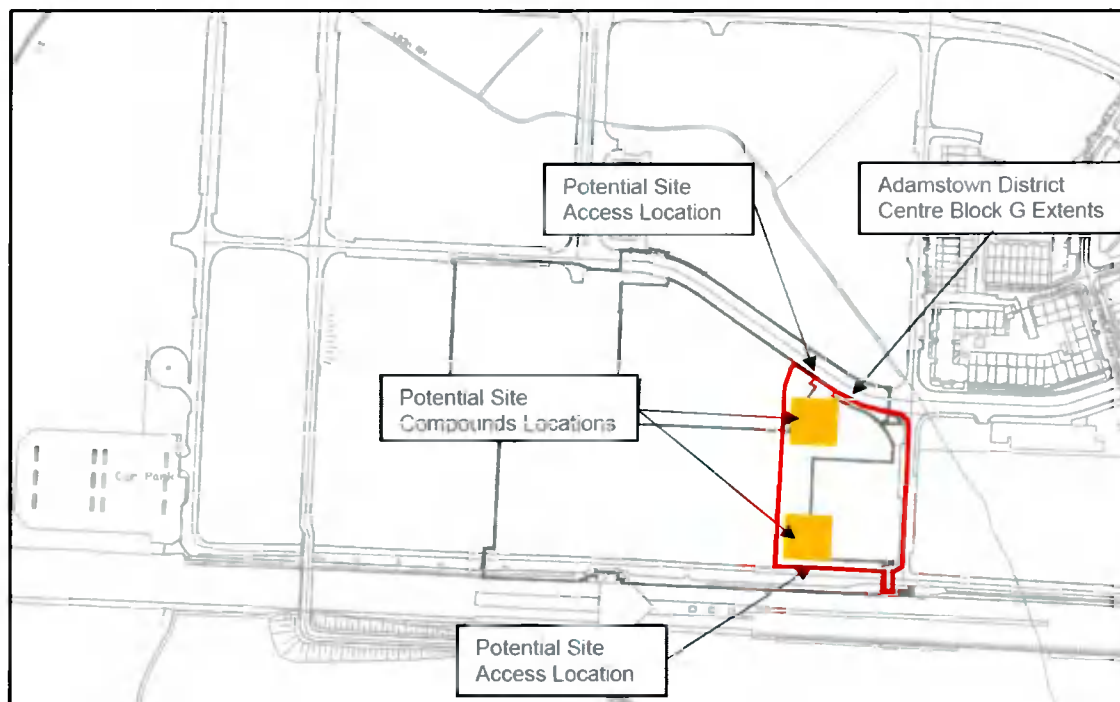 Potential Site
Access Location
Adamstown District
Centre Block G Extents
Potential Site
Compounds Locations
Car Park
Potential Site
Access Location